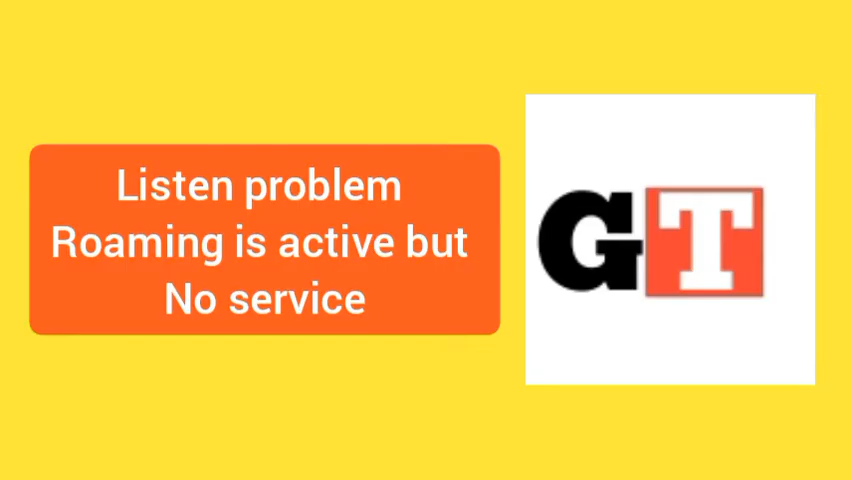 Listen problem
Roaming is active but
No service
GT